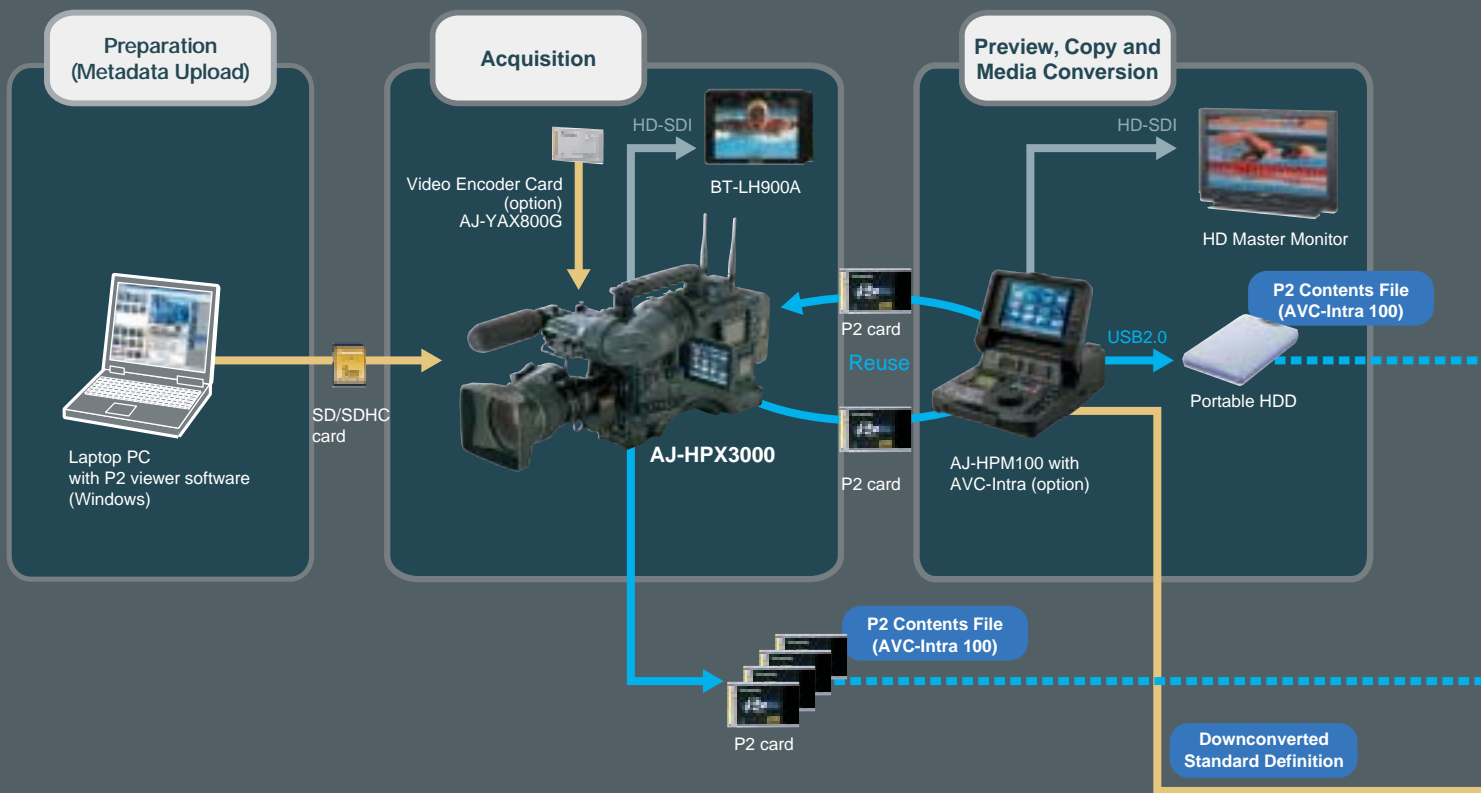 Preparation
(Metadata Upload)
Acquisition
Preview, Copy and
Media Conversion
HD-SDI
HD-SDI
Video Encoder Card
(option)
AJ-YAX800G
BT-LH900A
HD Master Monitor
P2 Contents File
(AVC-Intra 100)
P2 card
USB2.0
Reuse
Portable HDD
SD/SDHC
card
Laptop PC
with P2 viewer software
(Windows)
AJ-HPX3000
P2 card
AJ-HPM100 with
AVC-Intra (option)
P2 Contents File
(AVC-Intra 100)
P2 card
Downconverted
Standard Definition